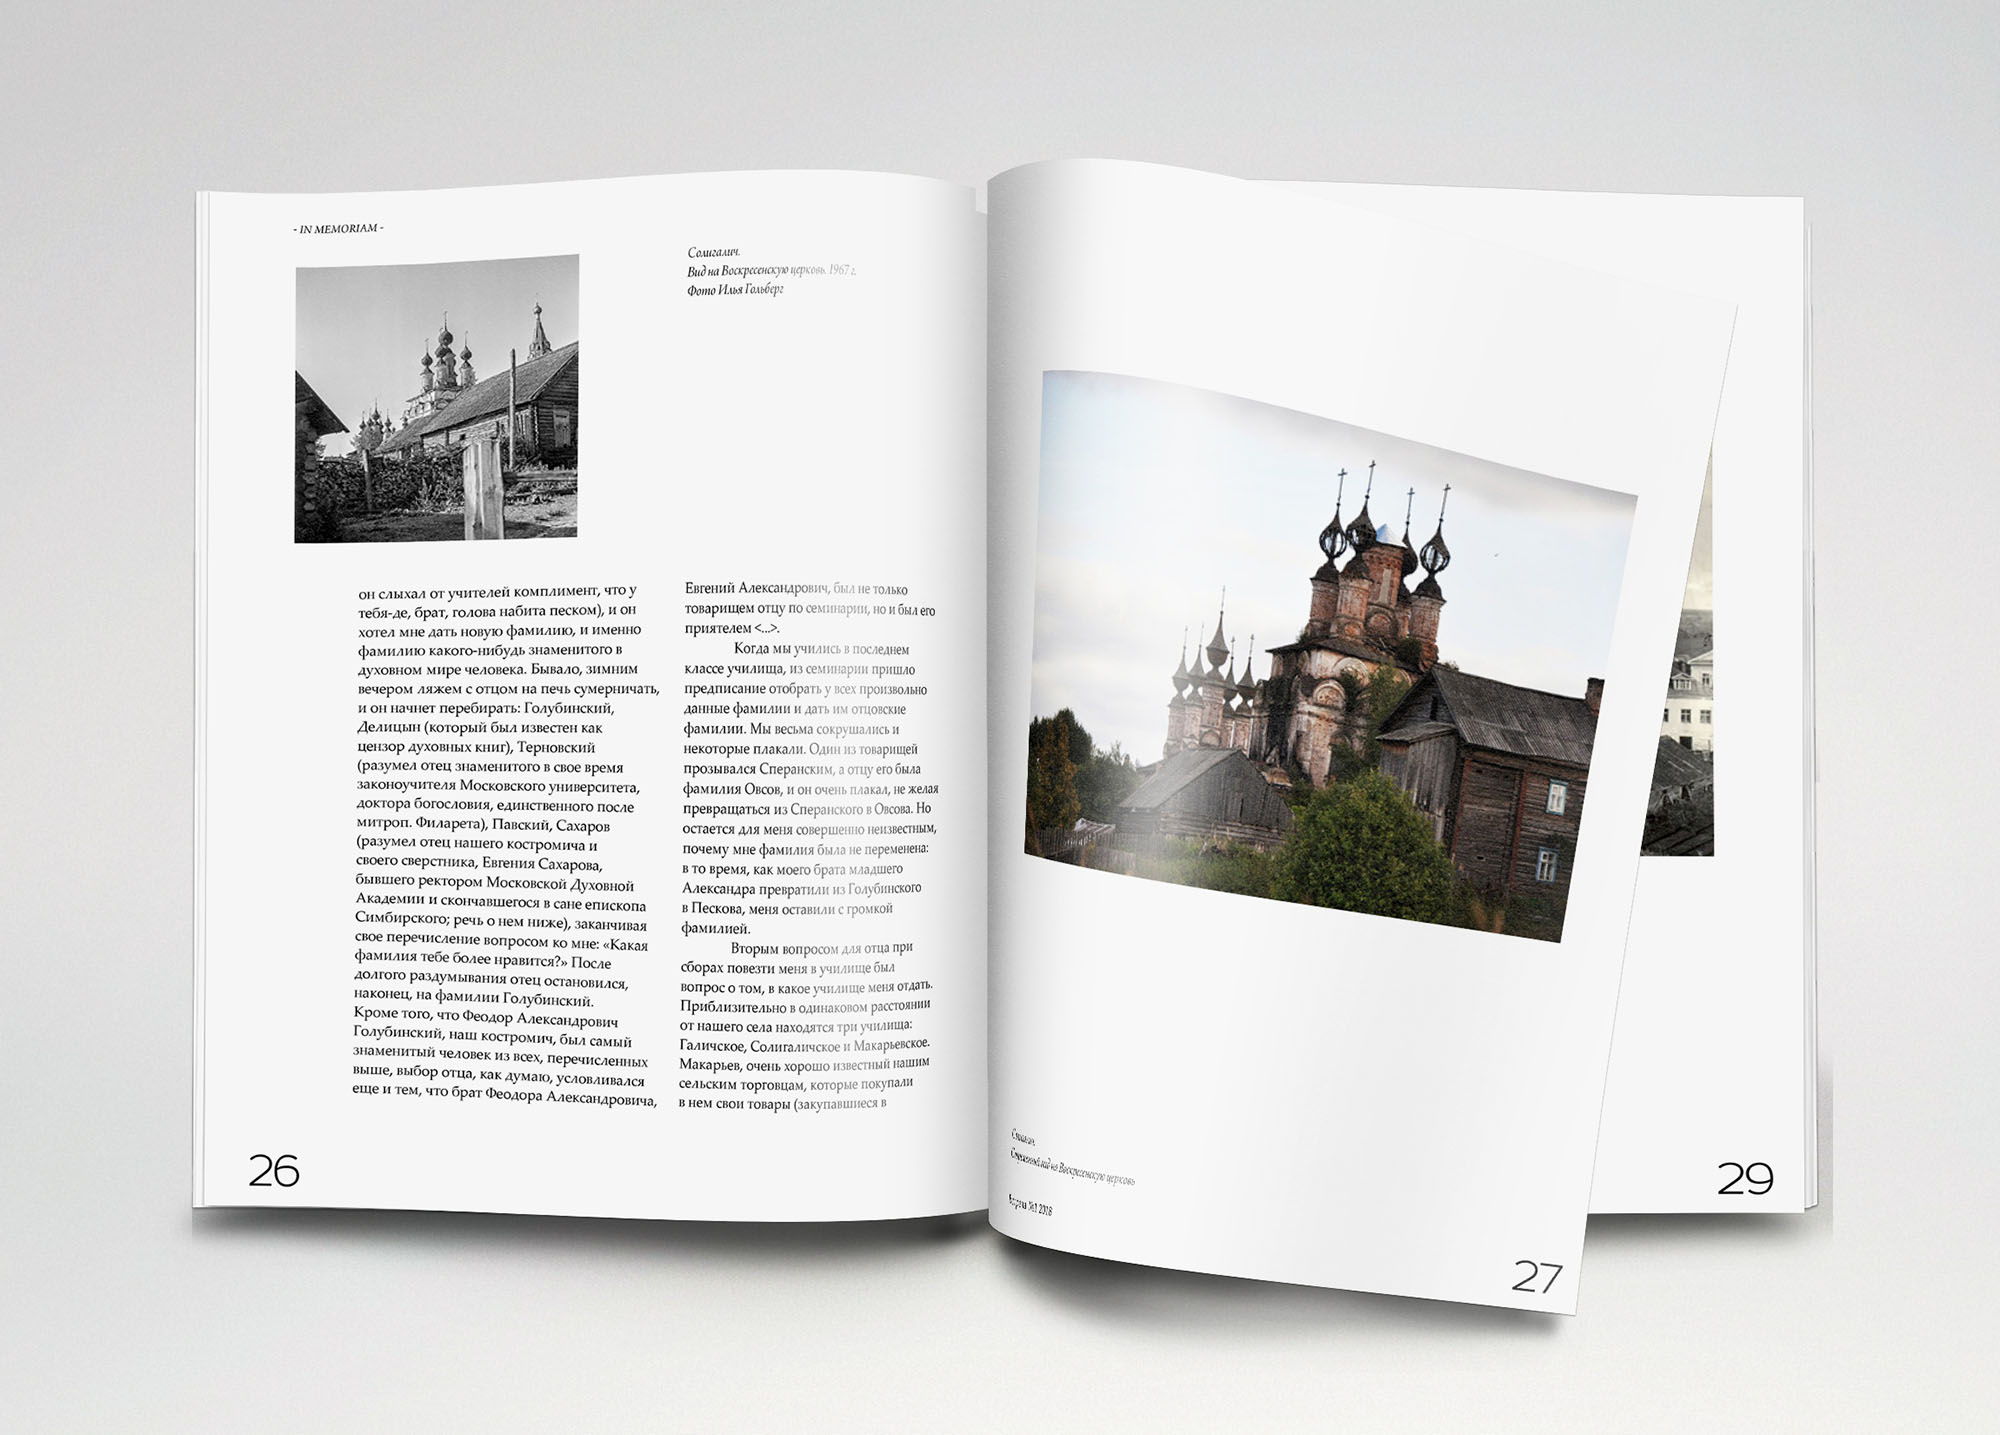 - IN MEMORIAM -
Солигалич.
Вид на Воскресенскую церковь. 1967 г.
Фото Илья Гольберг
он слыхал от учителей комплимент, что у
тебя-де, брат, голова набита песком), и он
хотел мне дать новую фамилию, и именно
фамилию какого-нибудь знаменитого в
духовном мире человека. Бывало, зимним
вечером ляжем с отцом на печь сумерничать,
и он начнет перебирать: Голубинский,
Делицын (который был известен как
цензор духовных книг), Терновский
(разумел отец знаменитого в свое время
законоучителя Московского университета,
доктора богословия, единственного после
митроп. Филарета), Павский, Сахаров
(разумел отец нашего костромича и
своего сверстника, Евгения Сахарова,
бывшего ректором Московской Духовной
Академии и скончавшегося в сане епископа
Симбирского; речь о нем ниже), заканчивая
свое перечисление вопросом ко мне: «Какая
фамилия тебе более нравится?» После
долгого раздумывания отец остановился,
наконец, на фамилии Голубинский.
Кроме того, что Феодор Александрович
Голубинский, наш костромич, был самый
знаменитый человек из всех, перечисленных
выше, выбор отца, как думаю, условливался
еще и тем, что брат Феодора Александровича,
Евгений Александрович, был не только
товарищем отцу по семинарии, но и был его
приятелем <...>.
Когда мы учились в последнем
классе училища, из семинарии пришло
предписание отобрать у всех произвольно
данные фамилии и дать им отцовские
фамилии. Мы весьма сокрушались и
некоторые плакали. Один из товарищей
прозывался Сперанским, а отцу его была
фамилия Овсов, и он очень плакал, не желая
превращаться из Сперанского в Овсова. Но
остается для меня совершенно неизвестным,
почему мне фамилия была не переменена:
в то время, как моего брата младшего
Александра превратили из Голубинского
в Пескова, меня оставили с громкой
фамилией.
Вторым вопросом для отца при
сборах повезти меня в училище был
вопрос о том, в какое училище меня отдать.
Приблизительно в одинаковом расстоянии
от нашего села находятся три училища:
Галичское, Солигаличское и Макарьевское.
Макарьев, очень хорошо известный нашим
сельским торговцам, которые покупали
в нем свои товары (закупавшиеся в
26
вид на Воскресенскую церковь
№1 2018
27
29